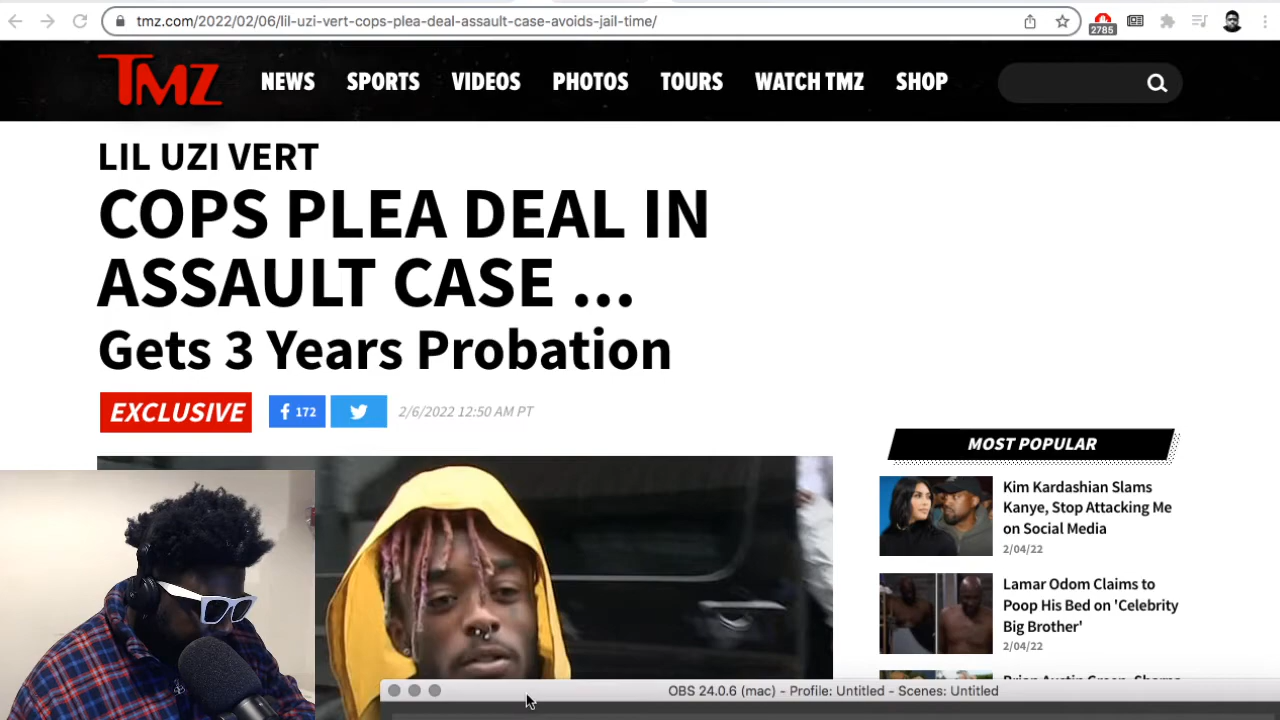 tmz.com/2022/02/06/lil-uzi-vert-cops-plea-deal-assault-case-avoids-jail-time/
2785
TMZ NEWS SPORTS VIDEOS PHOTOS TOURS WATCH TMZ SHOP
LIL UZI VERT
COPS PLEA DEAL IN
ASSAULT CASE ...
Gets 3 Years Probation
EXCLUSIVE f 172 2/6/2022 12:50 AM PT
MOST POPULAR
Kim Kardashian Slams
Kanye, Stop Attacking Me
on Social Media
2/04/22
Lamar Odom Claims to
Poop His Bed on 'Celebrity
Big Brother'
2/04/22
OBS 24.0.6 (mac) - Profile: Untitled - Scenes: Untitled